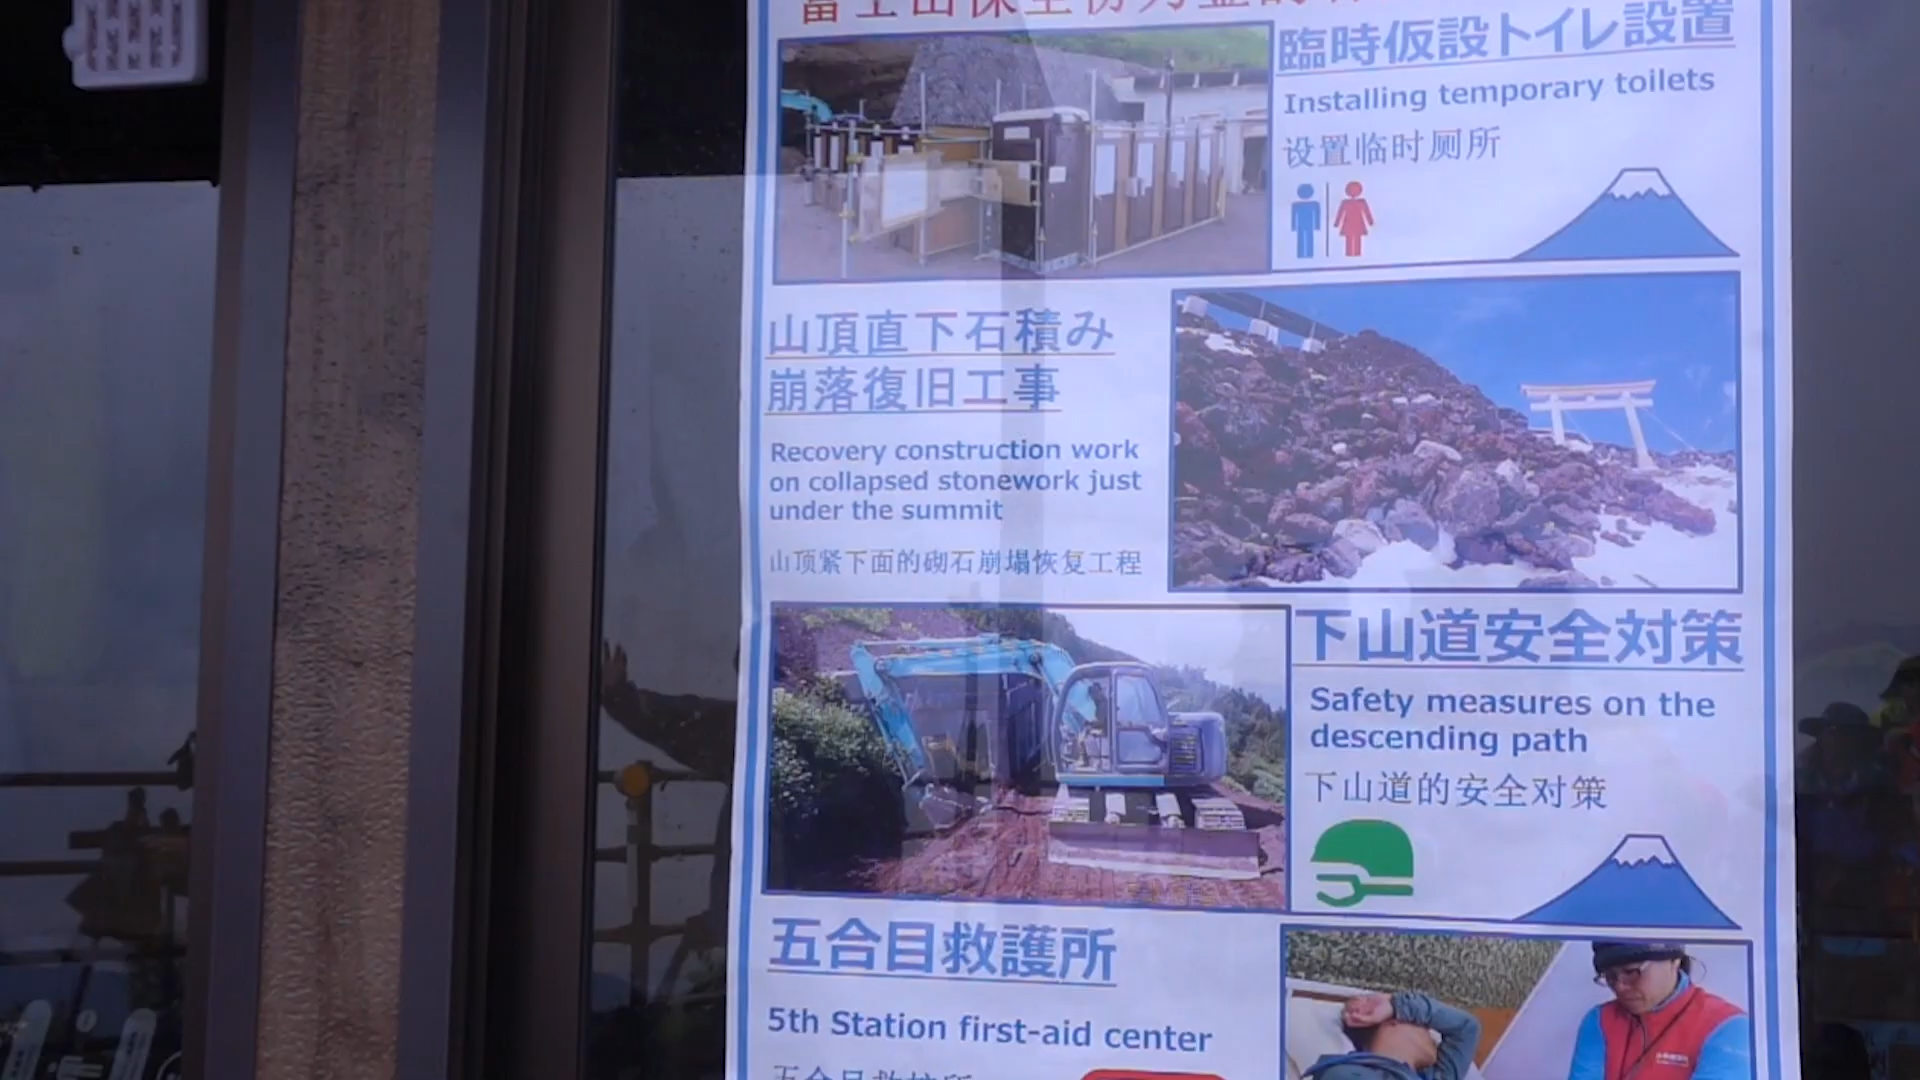 臨時仮設トイレ設置
Installing temporary toilets
设置临时厕所
山頂直下石積み
崩落復旧工事
Recovery construction work
on collapsed stonework just
under the summit
山顶紧下面的砌石崩塌恢复工程
下山道安全対策
Safety measures on the
descending path
下山道的安全对策
五合目救護所
5th Station first-aid center